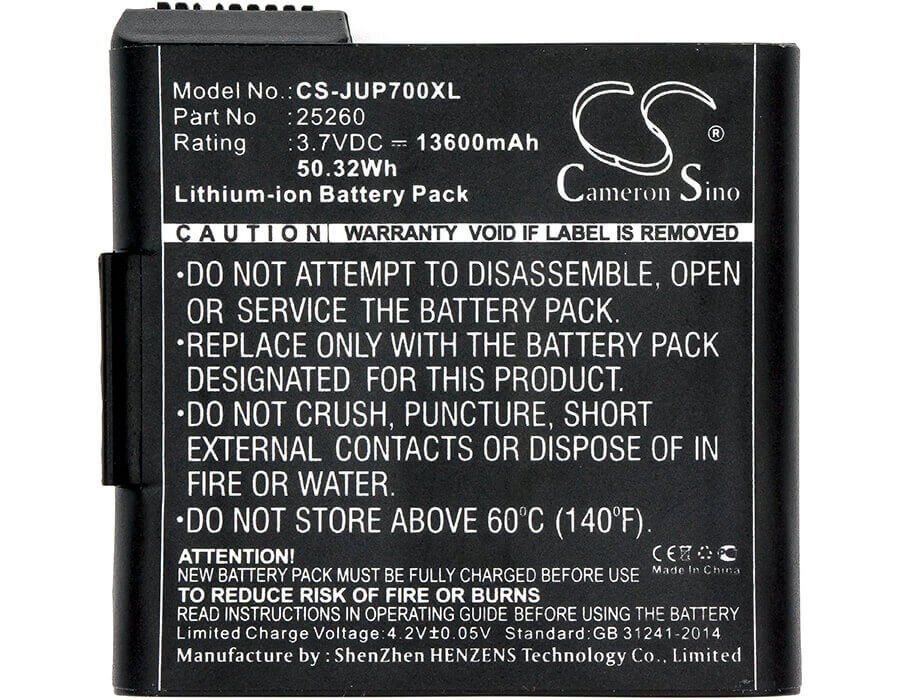 Model No.:CS-JUP700XL
Part No :25260
Rating :3.7VDC ⎓ 13600mAh
50.32Wh
Lithium-ion Battery Pack
CS ®
Cameron Sino
CAUTION WARRANTY VOID IF LABEL IS REMOVED
•DO NOT ATTEMPT TO DISASSEMBLE, OPEN
OR SERVICE THE BATTERY PACK.
•REPLACE ONLY WITH THE BATTERY PACK
DESIGNATED FOR THIS PRODUCT.
•DO NOT CRUSH, PUNCTURE, SHORT
EXTERNAL CONTACTS OR DISPOSE OF IN
FIRE OR WATER.
•DO NOT STORE ABOVE 60°C (140°F).
ATTENTION!
NEW BATTERY PACK MUST BE FULLY CHARGED BEFORE USE
CE
Made In China
TO REDUCE RISK OF FIRE OR BURNS
READ INSTRUCTIONS IN OPERATING GUIDE BEFORE USING THE BATTERY
Limited Charge Voltage:4.2V±0.05V Standard:GB 31241-2014
Manufacture by : ShenZhen HENZENS Technology Co., Limited